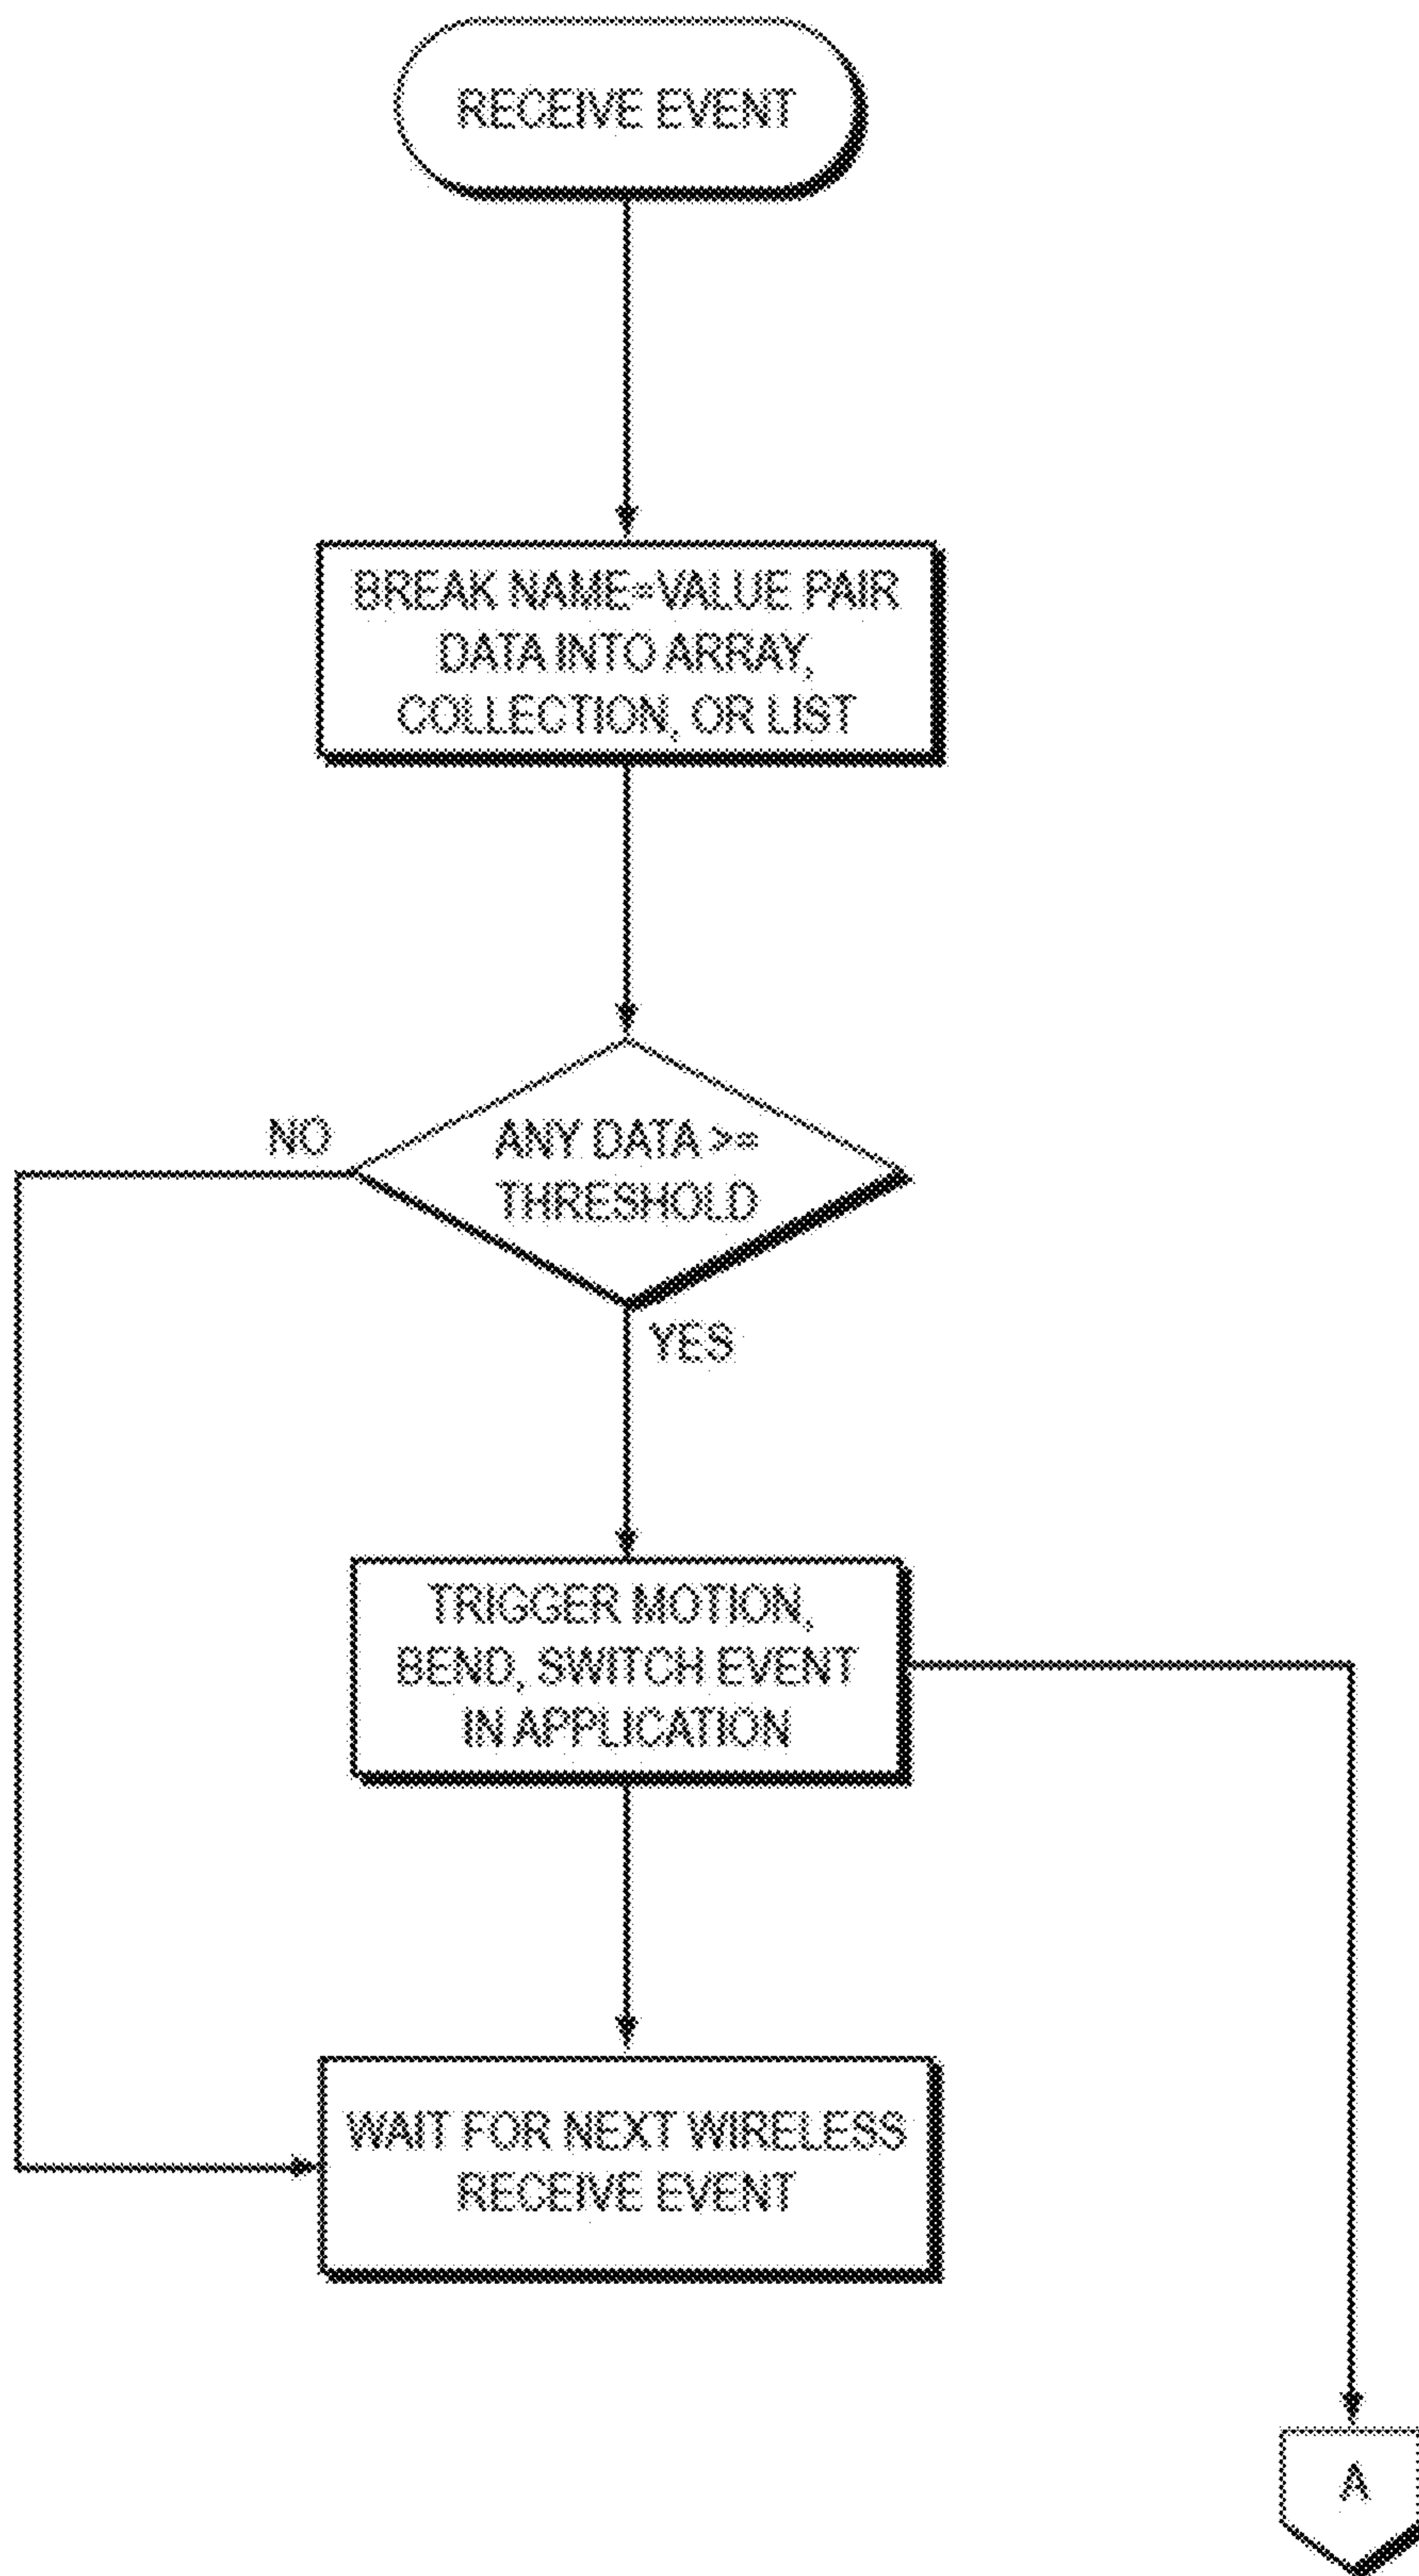 RECEIVE EVENT
BREAK NAME=VALUE PAIR
DATA INTO ARRAY,
COLLECTION, OR LIST
NO
ANY DATA >=
THRESHOLD
YES
TRIGGER MOTION,
BEND, SWITCH EVENT
IN APPLICATION
WAIT FOR NEXT WIRELESS
RECEIVE EVENT
A